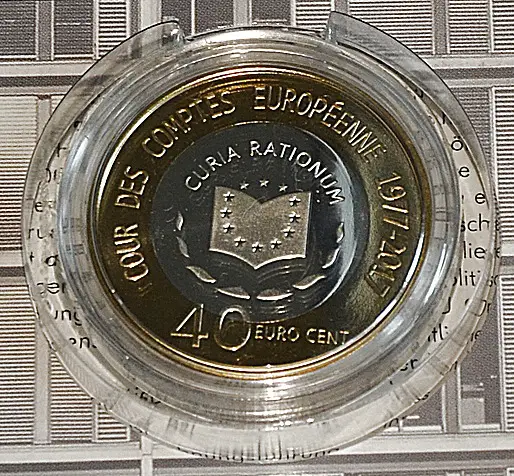 COUR DES COMPTES EUROPÉENNE 1977-2017
CURIA RATIONUM
40 EURO CENT